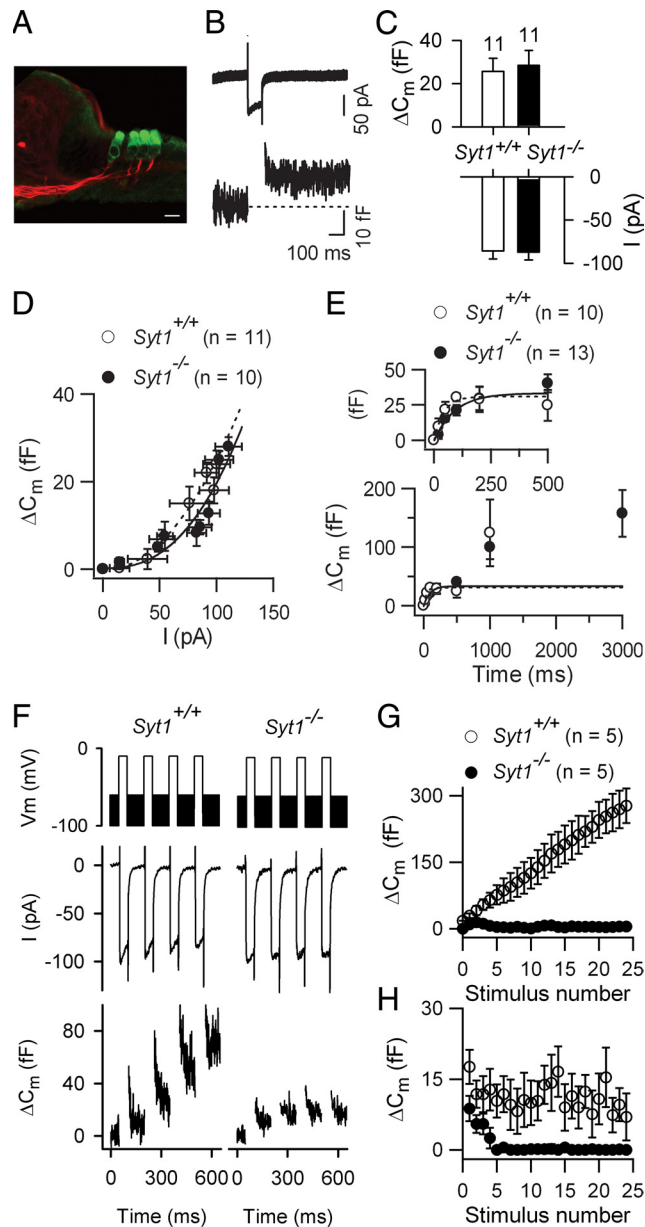 A
B
50 pA
10 fF
100 ms
C
11 11
40
20
0
ΔCm (fF)
Syt1+/+ Syt1-/-
0
-50
-100
I (pA)
D
Syt1+/+ (n = 11)
Syt1-/- (n = 10)
40
20
0
ΔCm (fF)
0 50 100 150
I (pA)
E
Syt1+/+ (n = 10)
Syt1-/- (n = 13)
50
25
0
(fF)
0 250 500
200
100
0
ΔCm (fF)
0 1000 2000 3000
Time (ms)
F
Syt1+/+ Syt1-/-
0
-100
Vm (mV)
0
-50
-100
I (pA)
80
40
0
ΔCm (fF)
0 300 600 0 300 600
Time (ms) Time (ms)
G
Syt1+/+ (n = 5)
Syt1-/- (n = 5)
300
150
0
ΔCm (fF)
0 5 10 15 20 25
Stimulus number
H
30
15
0
ΔCm (fF)
0 5 10 15 20 25
Stimulus number